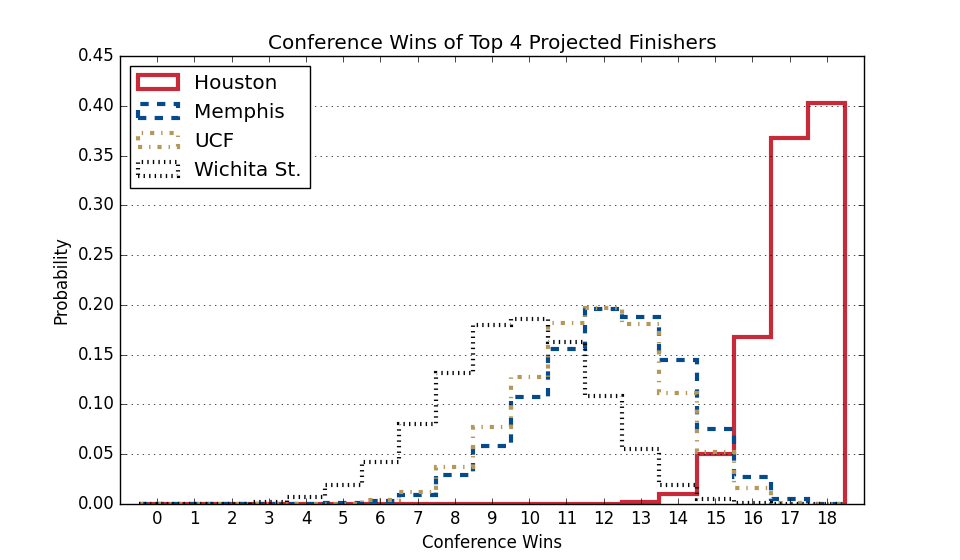 Conference Wins of Top 4 Projected Finishers
0.45
0.40
0.35
0.30
0.25
0.20
0.15
0.10
0.05
0.00
Probability
Houston
Memphis
UCF
Wichita St.
0 1 2 3 4 5 6 7 8 9 10 11 12 13 14 15 16 17 18
Conference Wins